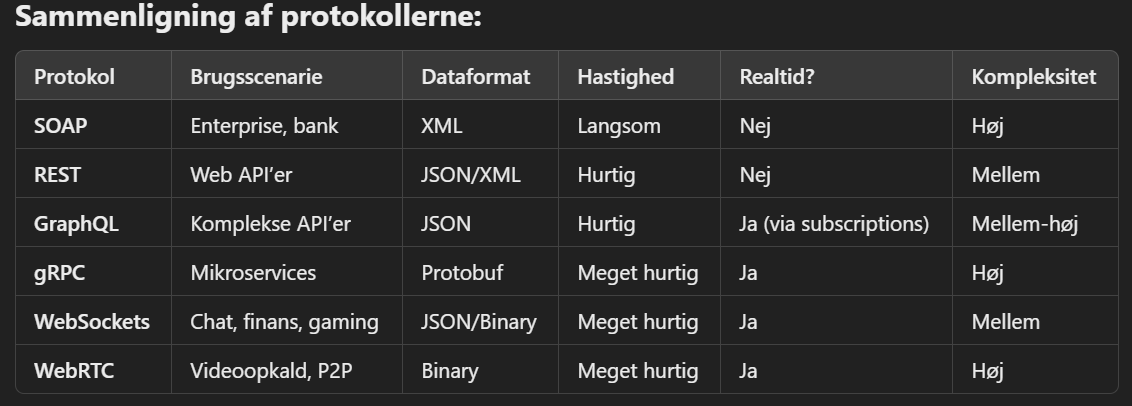 Sammenligning af protokollerne:
Protokol Brugsscenarie Dataformat Hastighed Realtid? Kompleksitet
SOAP Enterprise, bank XML Langsom Nej Høj
REST Web API’er JSON/XML Hurtig Nej Mellem
GraphQL Komplekse API’er JSON Hurtig Ja (via subscriptions) Mellem-høj
gRPC Mikroservices Protobuf Meget hurtig Ja Høj
WebSockets Chat, finans, gaming JSON/Binary Meget hurtig Ja Mellem
WebRTC Videoopkald, P2P Binary Meget hurtig Ja Høj